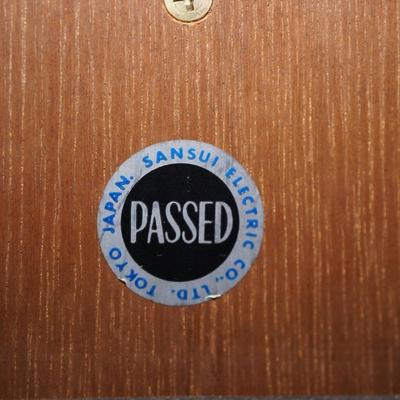 SANSUI ELECTRIC CO., LTD. TOKYO JAPAN.
PASSED